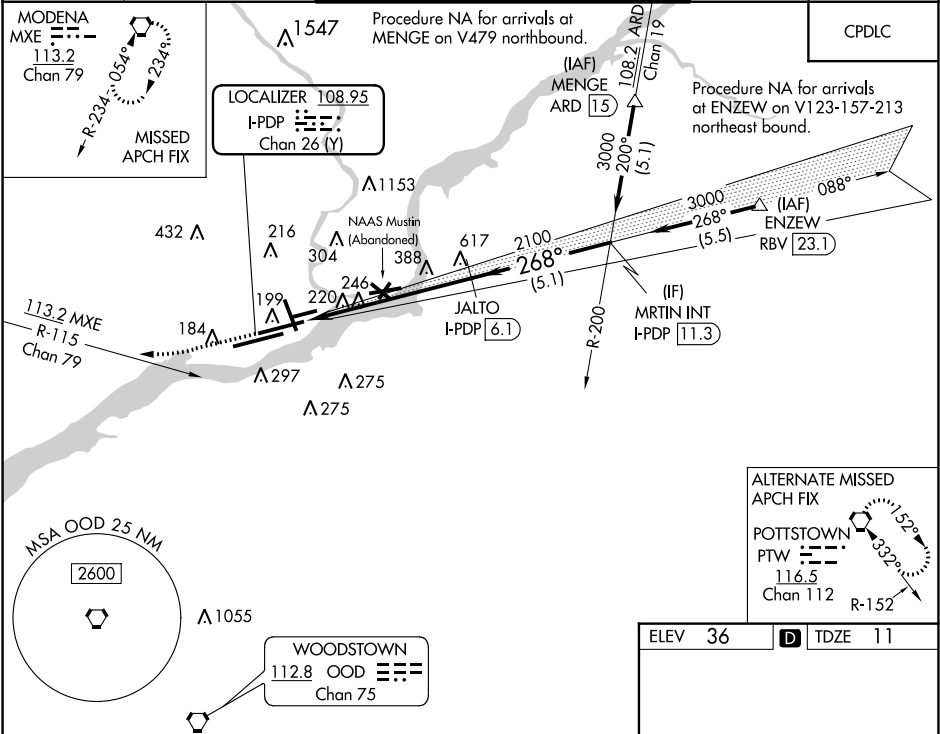 MODENA
MXE
113.2
Chan 79
R-234
054°
234°
MISSED
APCH FIX
1547
Procedure NA for arrivals at
MENGE on V479 northbound.
108.2 ARD
Chan 19
CPDLC
(IAF)
MENGE
ARD 15
Procedure NA for arrivals
at ENZEW on V123-157-213
northeast bound.
LOCALIZER 108.95
I-PDP
Chan 26 (Y)
3000
200°
(5.1)
1153
NAAS Mustin
(Abandoned)
432
216
304
388
617
2100
268°
(5.1)
3000
268°
(5.5)
088°
(IAF)
ENZEW
RBV 23.1
246
220
199
184
JALTO
I-PDP 6.1
(IF)
MRTIN INT
I-PDP 11.3
R-200
113.2 MXE
R-115
Chan 79
297
275
275
ALTERNATE MISSED
APCH FIX
POTTSTOWN
PTW
116.5
Chan 112
152°
332°
R-152
MSA OOD 25 NM
2600
1055
WOODSTOWN
112.8 OOD
Chan 75
ELEV 36 D TDZE 11